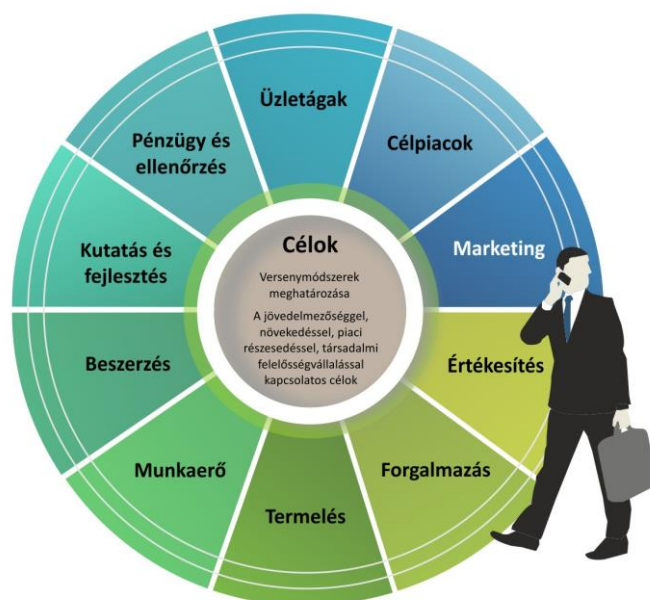 Üzletágak
Célpiacok
Marketing
Értékesítés
Forgalmazás
Termelés
Munkaerő
Beszerzés
Kutatás és
fejlesztés
Pénzügy és
ellenőrzés
Célok
Versenymódszerek
meghatározása
A jövedelmezőséggel,
növekedéssel, piaci
részesedéssel, társadalmi
felelősségvállalással
kapcsolatos célok